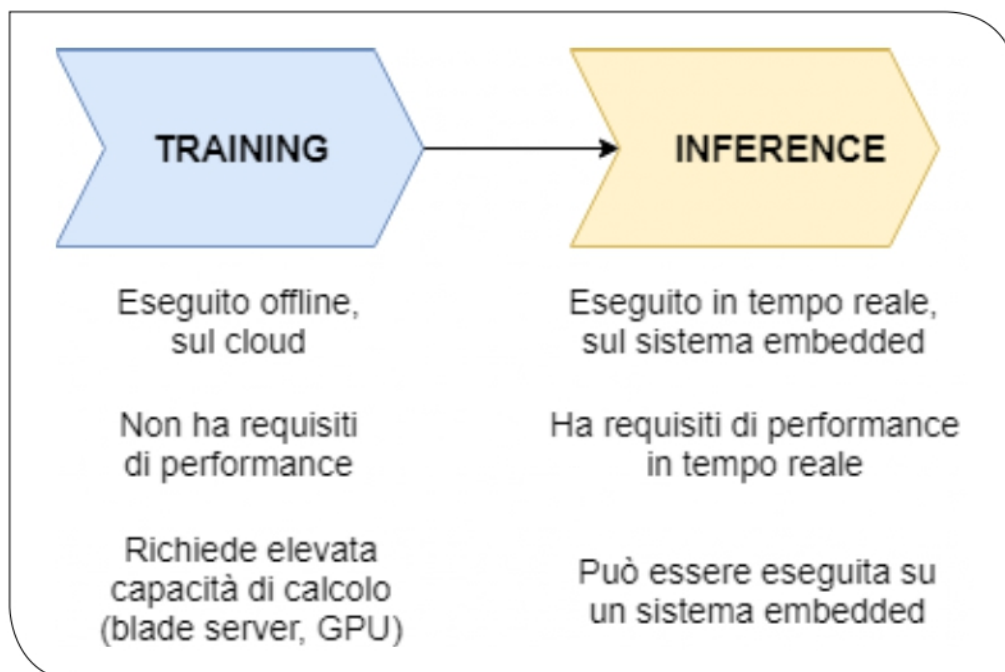 TRAINING
INFERENCE
Eseguito offline,
sul cloud
Eseguito in tempo reale,
sul sistema embedded
Non ha requisiti
di performance
Ha requisiti di performance
in tempo reale
Richiede elevata
capacità di calcolo
(blade server, GPU)
Può essere eseguita su
un sistema embedded